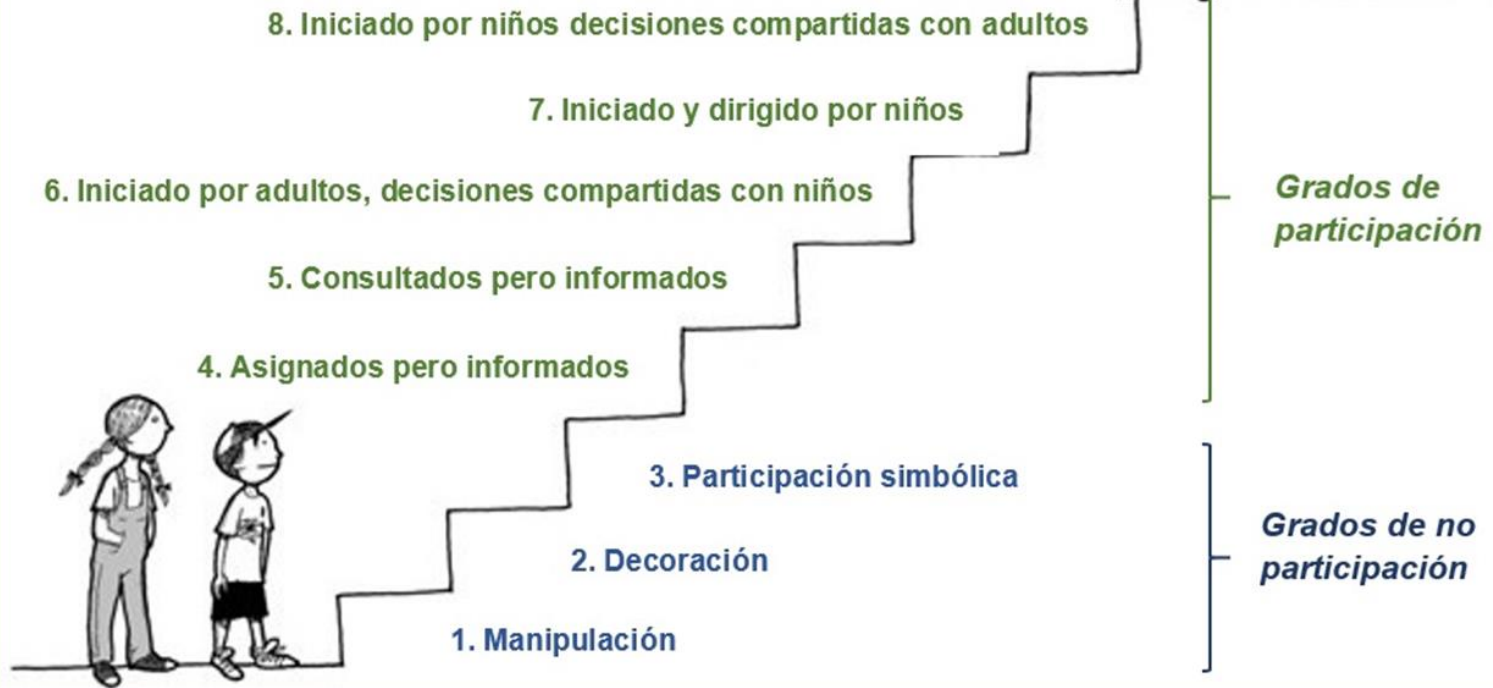 8. Iniciado por niños decisiones compartidas con adultos
7. Iniciado y dirigido por niños
6. Iniciado por adultos, decisiones compartidas con niños
5. Consultados pero informados
4. Asignados pero informados
3. Participación simbólica
2. Decoración
1. Manipulación
Grados de
participación
Grados de no
participación